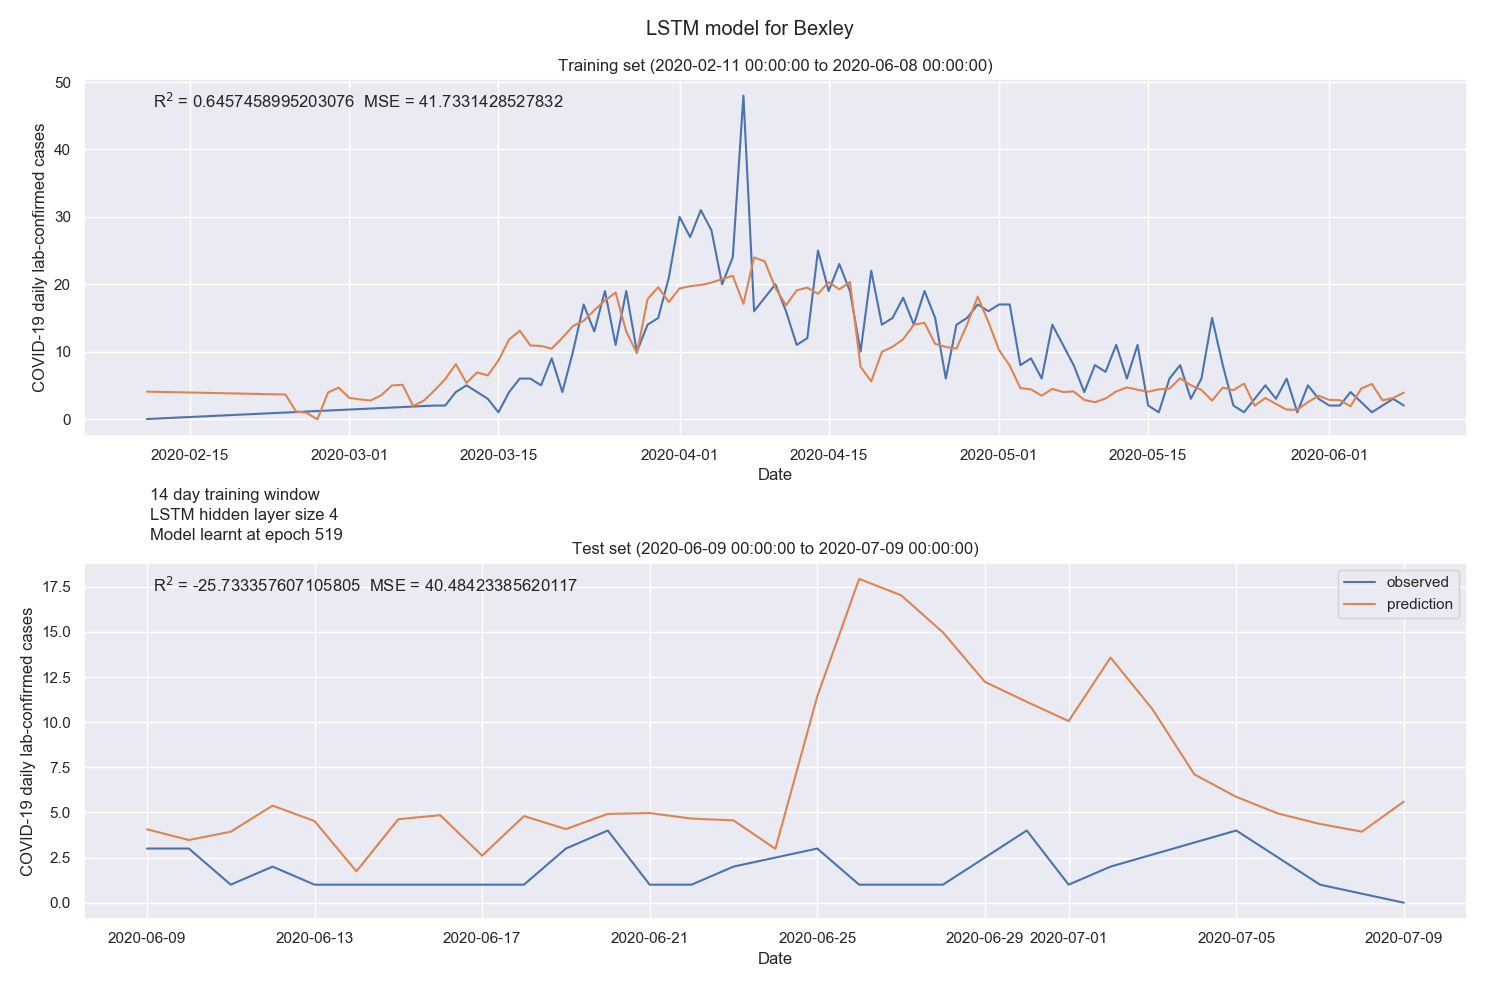 LSTM model for Bexley
Training set (2020-02-11 00:00:00 to 2020-06-08 00:00:00)
R² = 0.6457458995203076 MSE = 41.7331428527832
COVID-19 daily lab-confirmed cases
50
40
30
20
10
0
2020-02-15 2020-03-01 2020-03-15 2020-04-01 2020-04-15 2020-05-01 2020-05-15 2020-06-01
Date
14 day training window
LSTM hidden layer size 4
Model learnt at epoch 519
Test set (2020-06-09 00:00:00 to 2020-07-09 00:00:00)
R² = -25.733357607105805 MSE = 40.48423385620117
observed
prediction
COVID-19 daily lab-confirmed cases
17.5
15.0
12.5
10.0
7.5
5.0
2.5
0.0
2020-06-09 2020-06-13 2020-06-17 2020-06-21 2020-06-25 2020-06-29 2020-07-01 2020-07-05 2020-07-09
Date